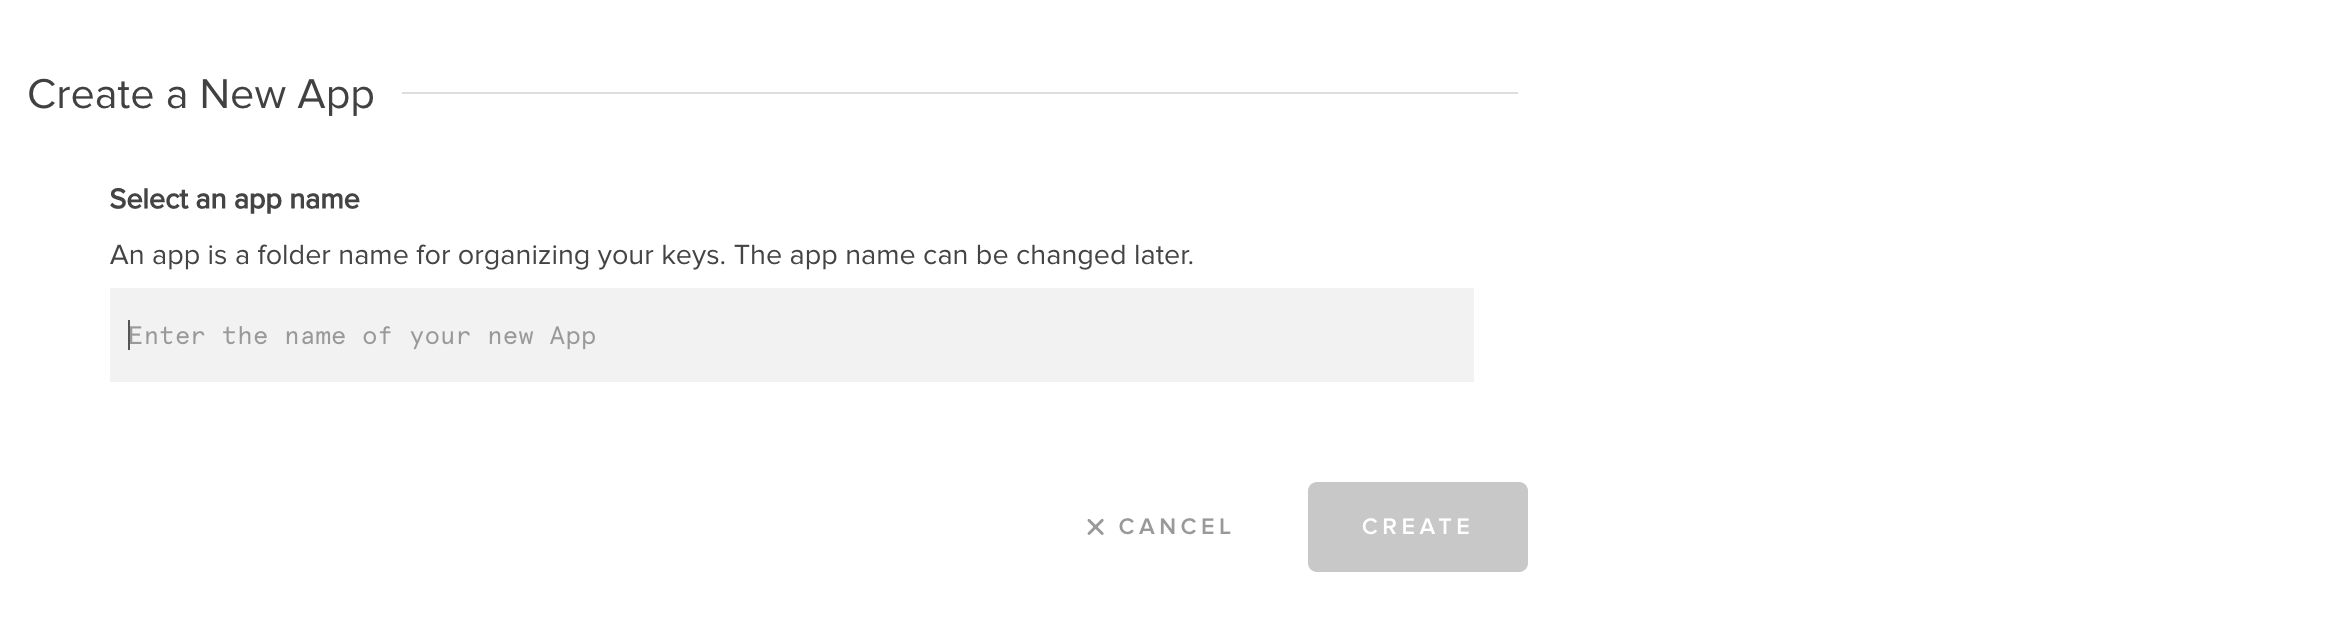 Create a New App
Select an app name
An app is a folder name for organizing your keys. The app name can be changed later.
Enter the name of your new App
CANCEL
CREATE